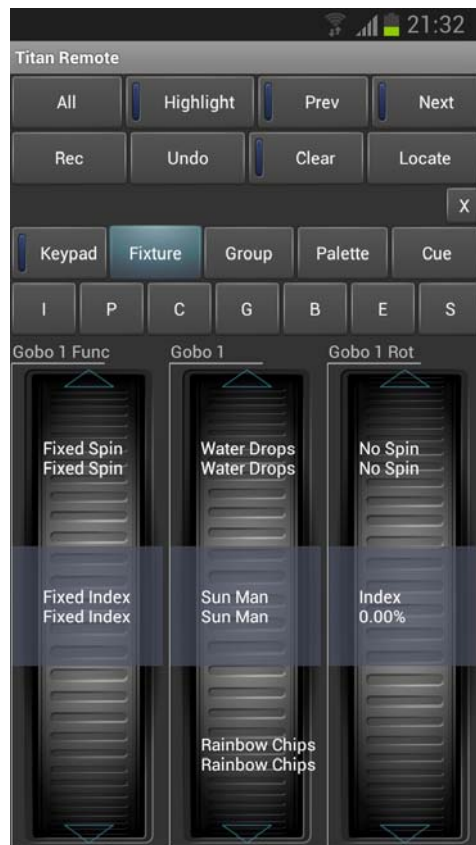 21:32
Titan Remote
All Highlight Prev Next
Rec Undo Clear Locate
X
Keypad Fixture Group Palette Cue
I P C G B E S
Gobo 1 Func Gobo 1 Gobo 1 Rot
Fixed Spin Water Drops No Spin
Fixed Spin Water Drops No Spin
Fixed Index Sun Man Index
Fixed Index Sun Man 0.00%
Rainbow Chips
Rainbow Chips